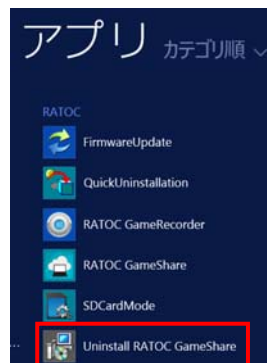 アプリ カテゴリ順
RATOC
FirmwareUpdate
QuickUninstallation
RATOC GameRecorder
RATOC GameShare
SDCardMode
Uninstall RATOC GameShare